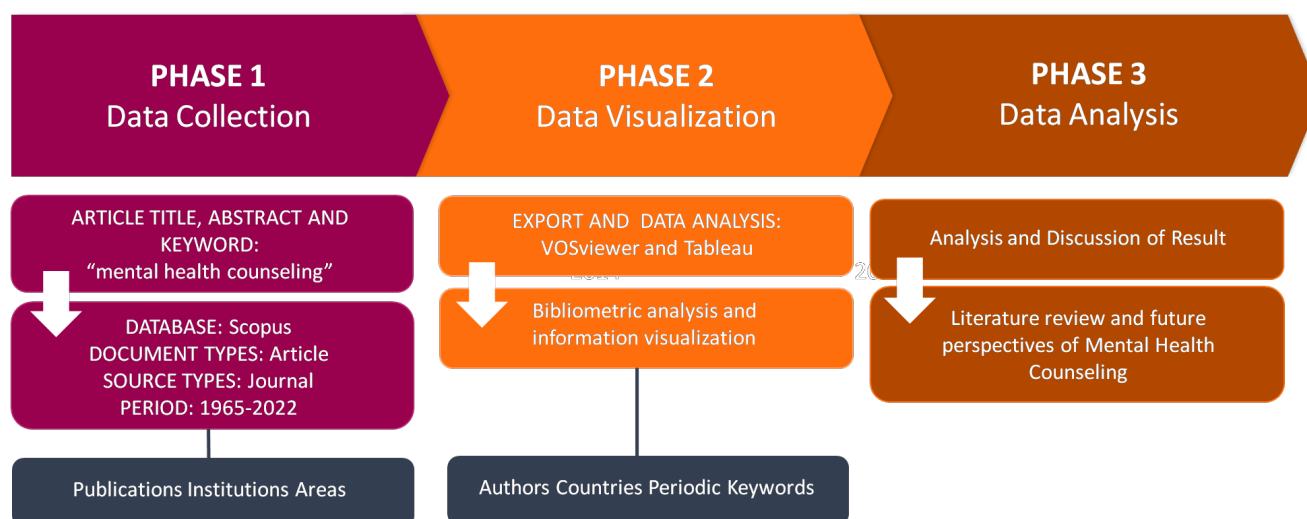 PHASE 1
Data Collection
PHASE 2
Data Visualization
PHASE 3
Data Analysis
ARTICLE TITLE, ABSTRACT AND
KEYWORD:
“mental health counseling”
DATABASE: Scopus
DOCUMENT TYPES: Article
SOURCE TYPES: Journal
PERIOD: 1965-2022
Publications Institutions Areas
EXPORT AND DATA ANALYSIS:
VOSviewer and Tableau
Bibliometric analysis and
information visualization
Authors Countries Periodic Keywords
Analysis and Discussion of Result
Literature review and future
perspectives of Mental Health
Counseling